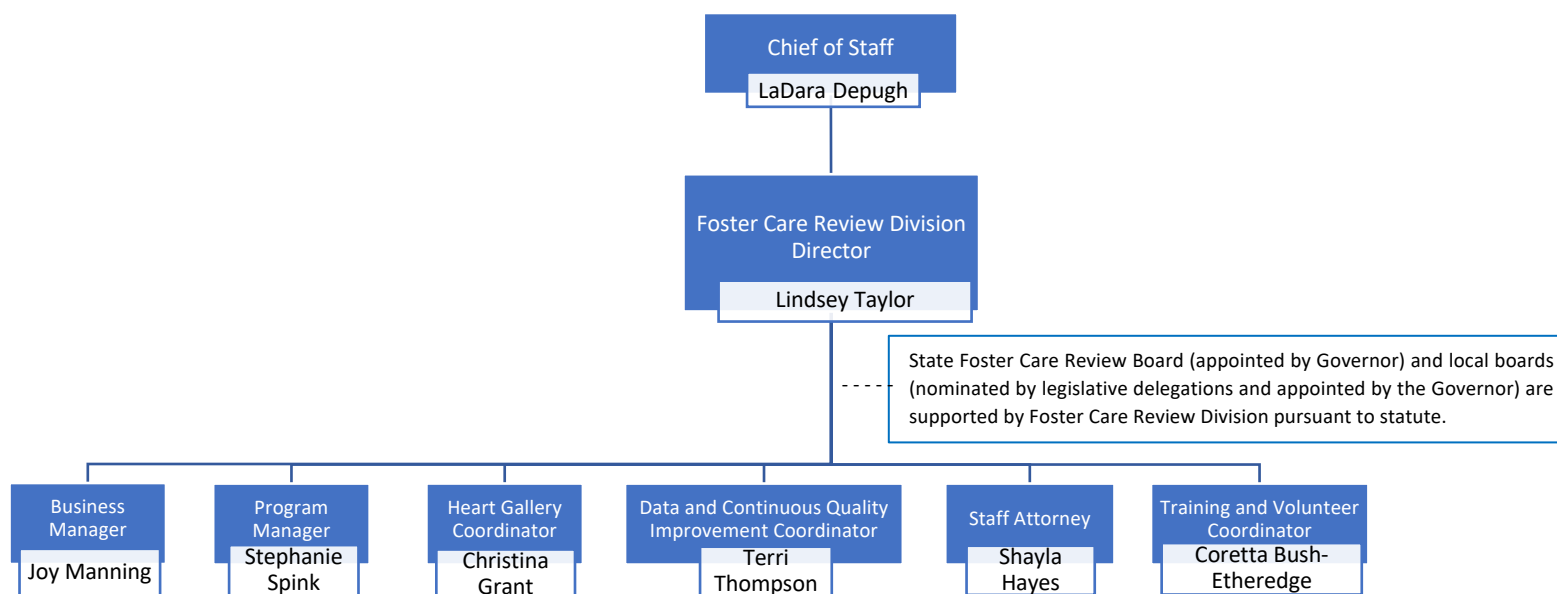 Chief of Staff
LaDara Depugh
Foster Care Review Division
Director
Lindsey Taylor
State Foster Care Review Board (appointed by Governor) and local boards
(nominated by legislative delegations and appointed by the Governor) are
supported by Foster Care Review Division pursuant to statute.
Business
Manager
Joy Manning
Program
Manager
Stephanie
Spink
Heart Gallery
Coordinator
Christina
Grant
Data and Continuous Quality
Improvement Coordinator
Terri
Thompson
Staff Attorney
Shayla
Hayes
Training and Volunteer
Coordinator
Coretta Bush-
Etheredge